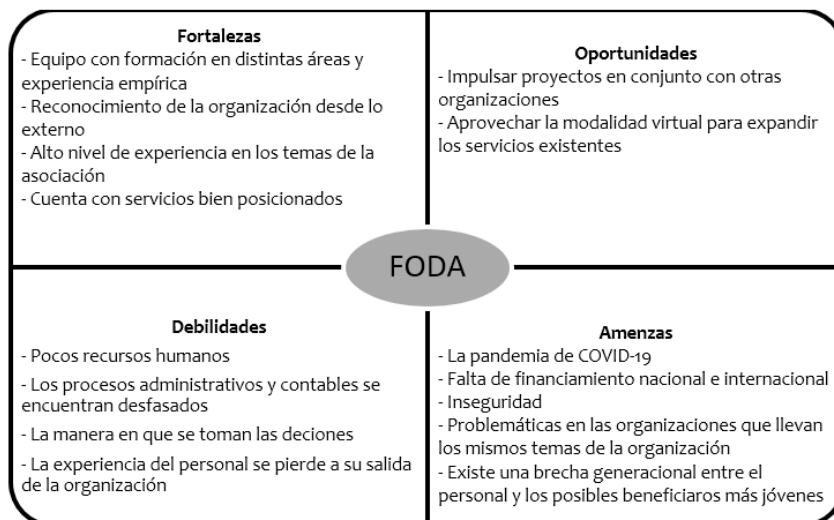 Fortalezas
- Equipo con formación en distintas áreas y
experiencia empírica
- Reconocimiento de la organización desde lo
externo
- Alto nivel de experiencia en los temas de la
asociación
- Cuenta con servicios bien posicionados
Oportunidades
- Impulsar proyectos en conjunto con otras
organizaciones
- Aprovechar la modalidad virtual para expandir
los servicios existentes
FODA
Debilidades
- Pocos recursos humanos
- Los procesos administrativos y contables se
encuentran desfasados
- La manera en que se toman las deciones
- La experiencia del personal se pierde a su salida
de la organización
Amenzas
- La pandemia de COVID-19
- Falta de financiamiento nacional e internacional
- Inseguridad
- Problemáticas en las organizaciones que llevan
los mismos temas de la organización
- Existe una brecha generacional entre el
personal y los posibles beneficiaros más jóvenes